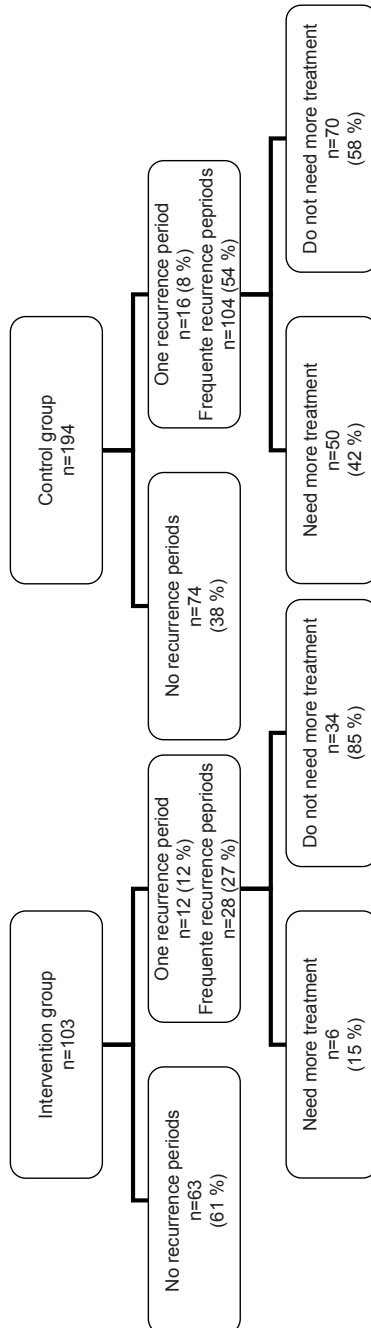 Intervention group
n=103
Control group
n=194
No recurrence periods
n=63
(61 %)
One recurrence period
n=12 (12 %)
Frequente recurrence pepriods
n=28 (27 %)
No recurrence periods
n=74
(38 %)
One recurrence period
n=16 (8 %)
Frequente recurrence pepriods
n=104 (54 %)
Need more treatment
n=6
(15 %)
Do not need more treatment
n=34
(85 %)
Need more treatment
n=50
(42 %)
Do not need more treatment
n=70
(58 %)